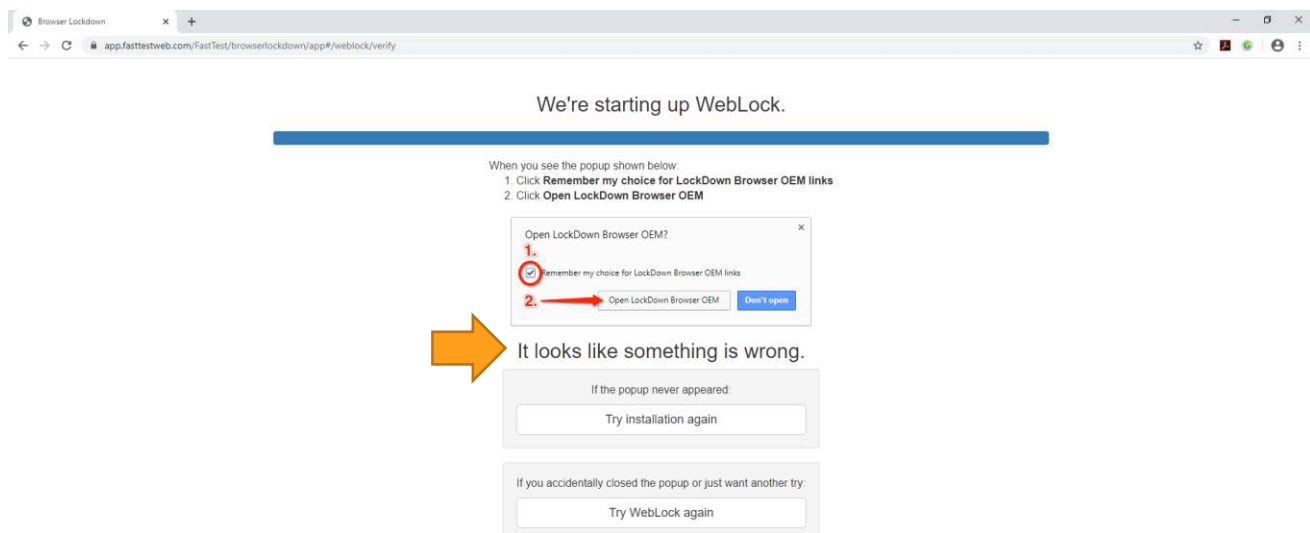 Browser Lockdown
app.fasttestweb.com/FastTest/browserlockdown/app#/weblock/verify
We're starting up WebLock.
When you see the popup shown below:
1. Click Remember my choice for LockDown Browser OEM links
2. Click Open LockDown Browser OEM
Open LockDown Browser OEM?
1.
Remember my choice for LockDown Browser OEM links
2.
Open LockDown Browser OEM
Don't open
It looks like something is wrong.
If the popup never appeared:
Try installation again
If you accidentally closed the popup or just want another try:
Try WebLock again